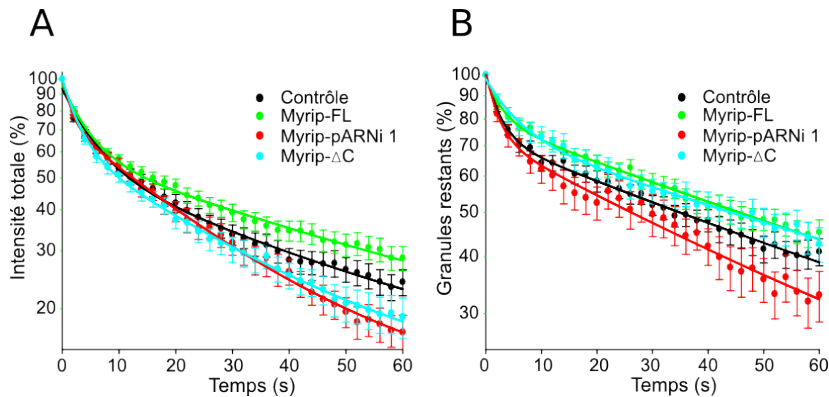 A
Intensité totale (%)
100
90
80
70
60
50
40
30
20
Contrôle
Myrip-FL
Myrip-pARNi 1
Myrip-ΔC
0 10 20 30 40 50 60
Temps (s)
B
Granules restants (%)
100
90
80
70
60
50
40
30
Contrôle
Myrip-FL
Myrip-pARNi 1
Myrip-ΔC
0 10 20 30 40 50 60
Temps (s)